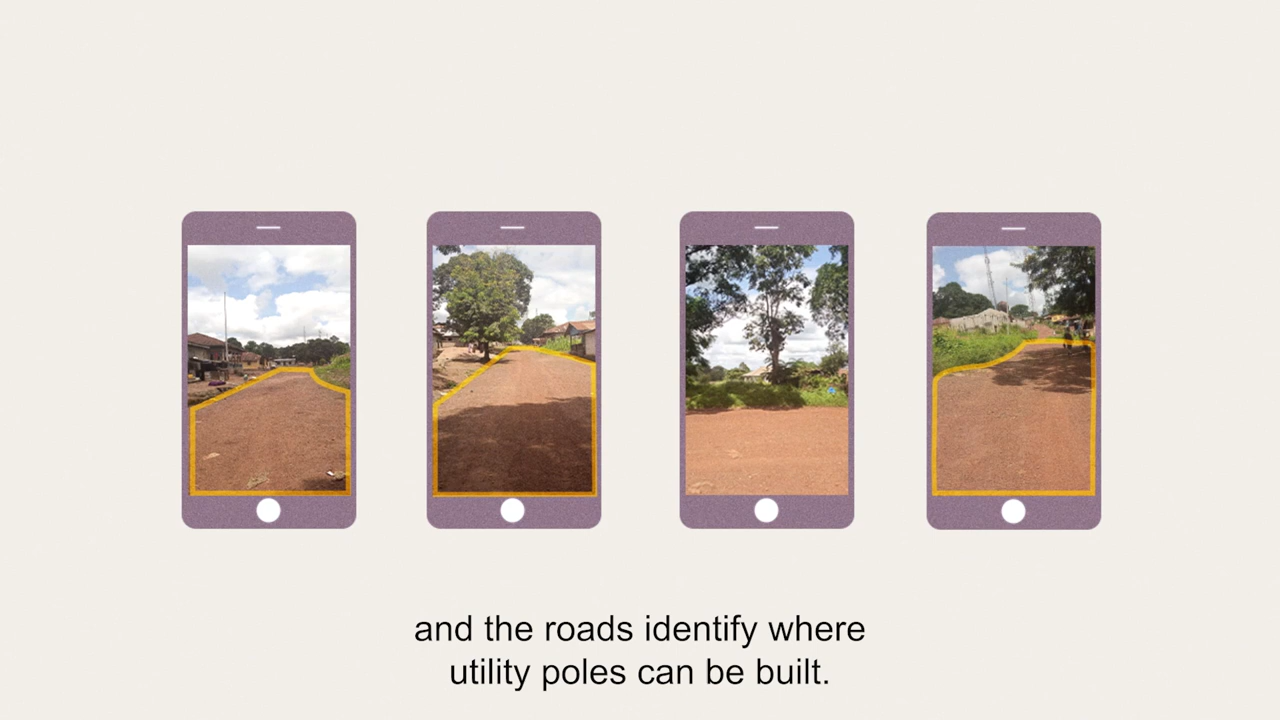 and the roads identify where
utility poles can be built.